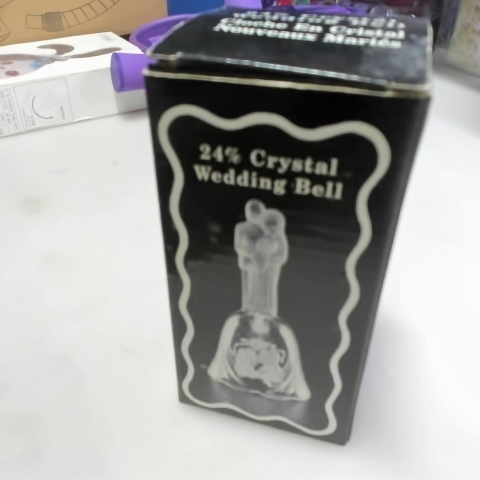 Cloche En Cristal
Nouveaux Mariés
24% Crystal
Wedding Bell